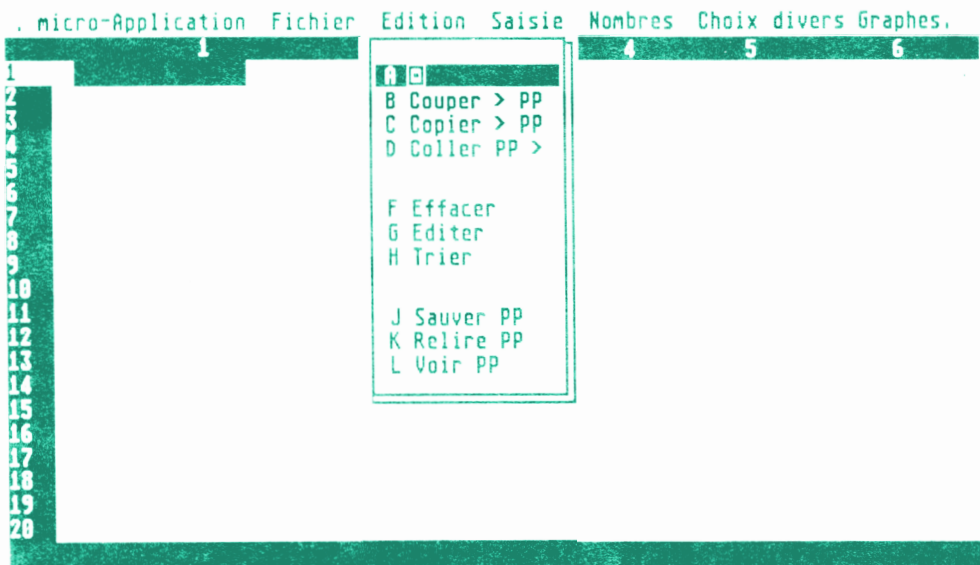 . micro-Application Fichier Edition Saisie Nombres Choix divers Graphes.
1 4 5 6
1
A
2
B Couper > PP
3
C Copier > PP
4
D Coller PP >
5
6
F Effacer
7
G Editer
8
H Trier
9
10
11
J Sauver PP
12
K Relire PP
13
L Voir PP
14
15
16
17
18
19
20